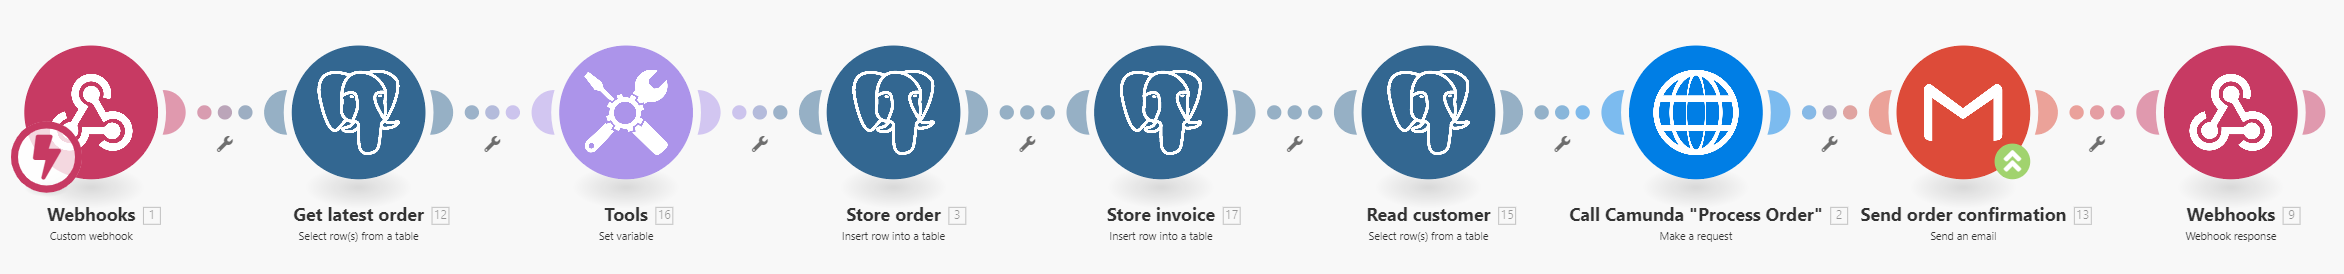 Webhooks 1
Custom webhook
Get latest order 12
Select row(s) from a table
Tools 16
Set variable
Store order 3
Insert row into a table
Store invoice 17
Insert row into a table
Read customer 15
Select row(s) from a table
Call Camunda "Process Order" 2
Make a request
Send order confirmation 13
Send an email
Webhooks 9
Webhook response